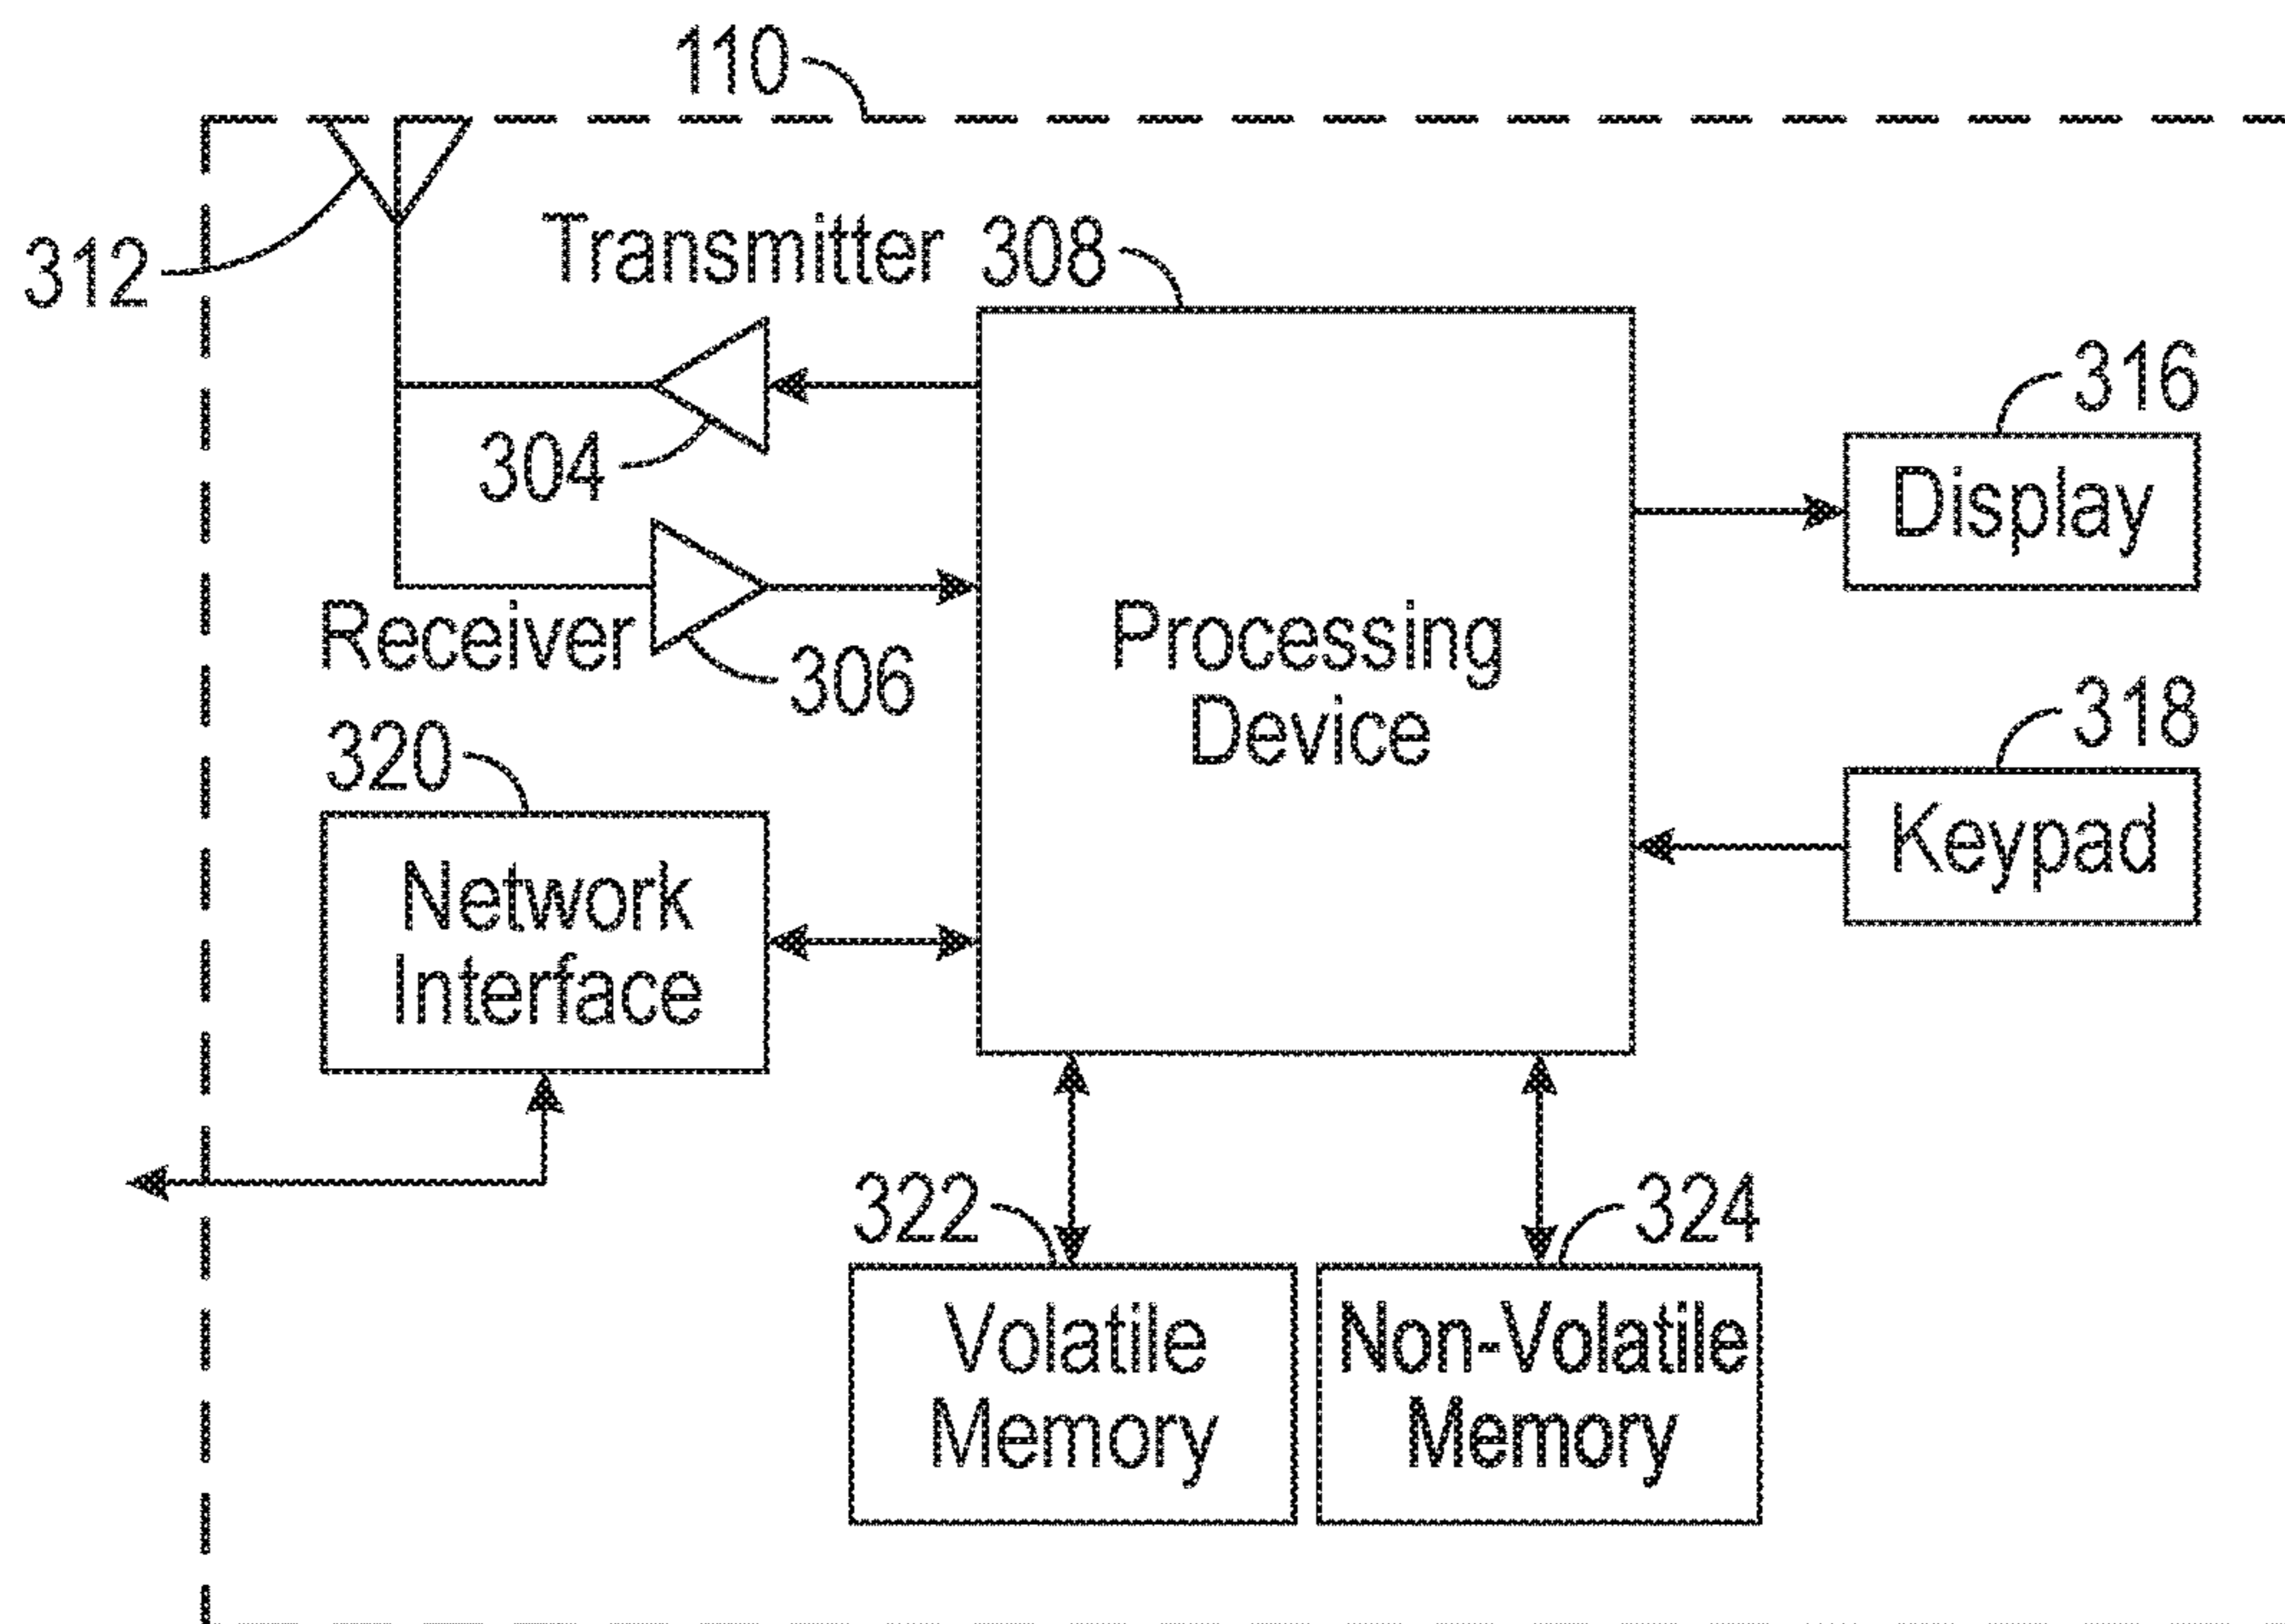 110
312
Transmitter 308
304
316
Display
Receiver
306
Processing
Device
320
318
Keypad
Network
Interface
322
324
Volatile
Memory
Non-Volatile
Memory